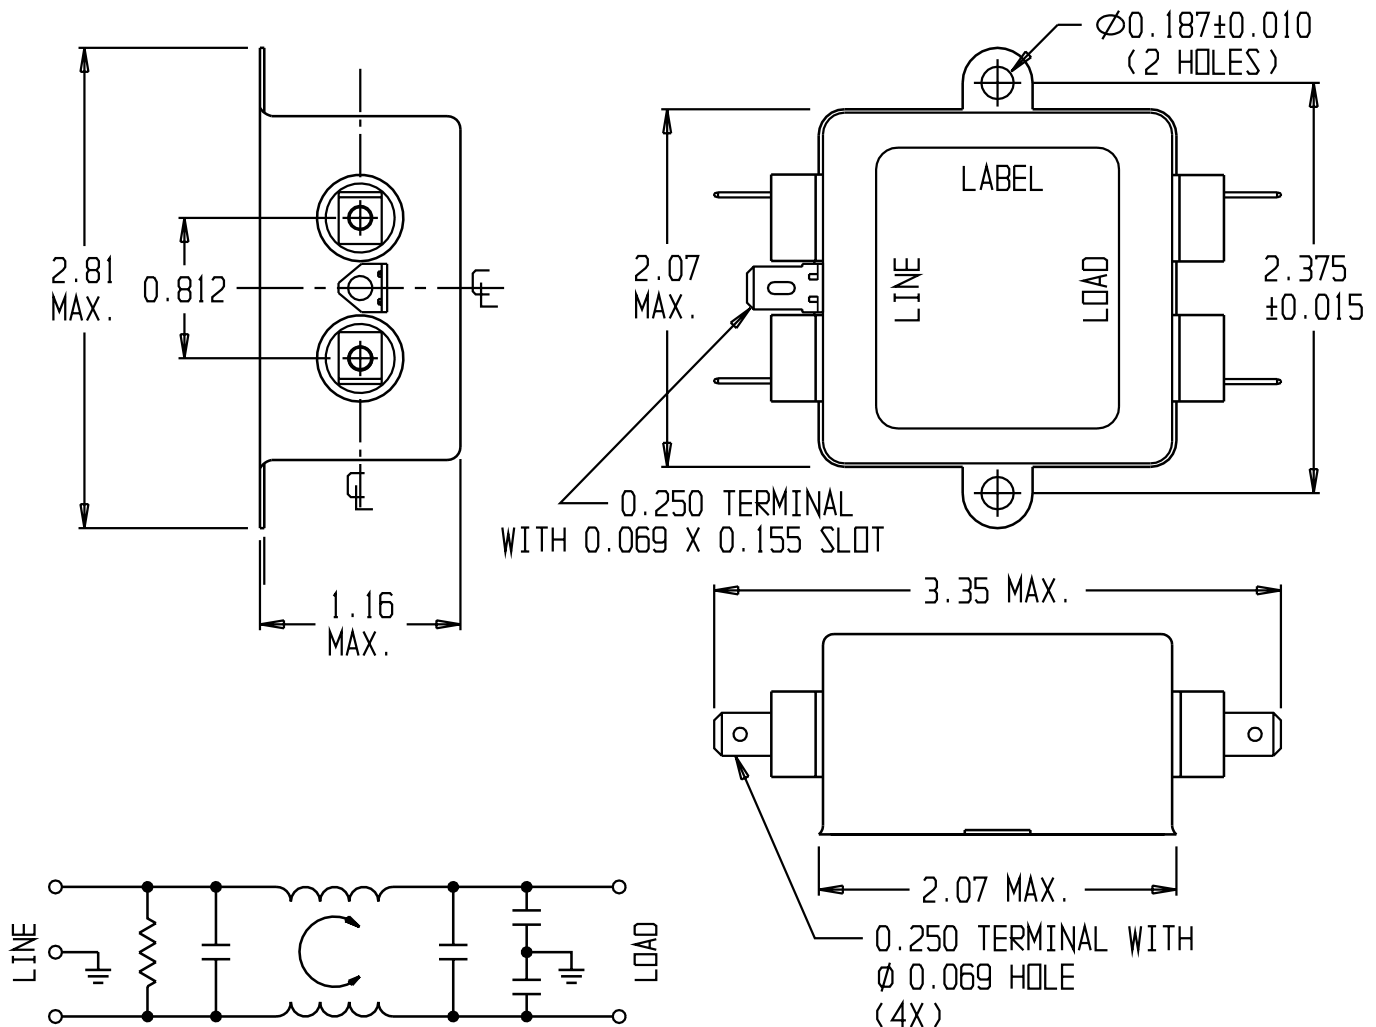 Ø0.187±0.010
(2 HOLES)
2.81
MAX.
0.812
1.16
MAX.
LABEL
LINE
LOAD
2.07
MAX.
2.375
±0.015
0.250 TERMINAL
WITH 0.069 X 0.155 SLOT
3.35 MAX.
2.07 MAX.
0.250 TERMINAL WITH
Ø 0.069 HOLE
(4X)
LINE
LOAD